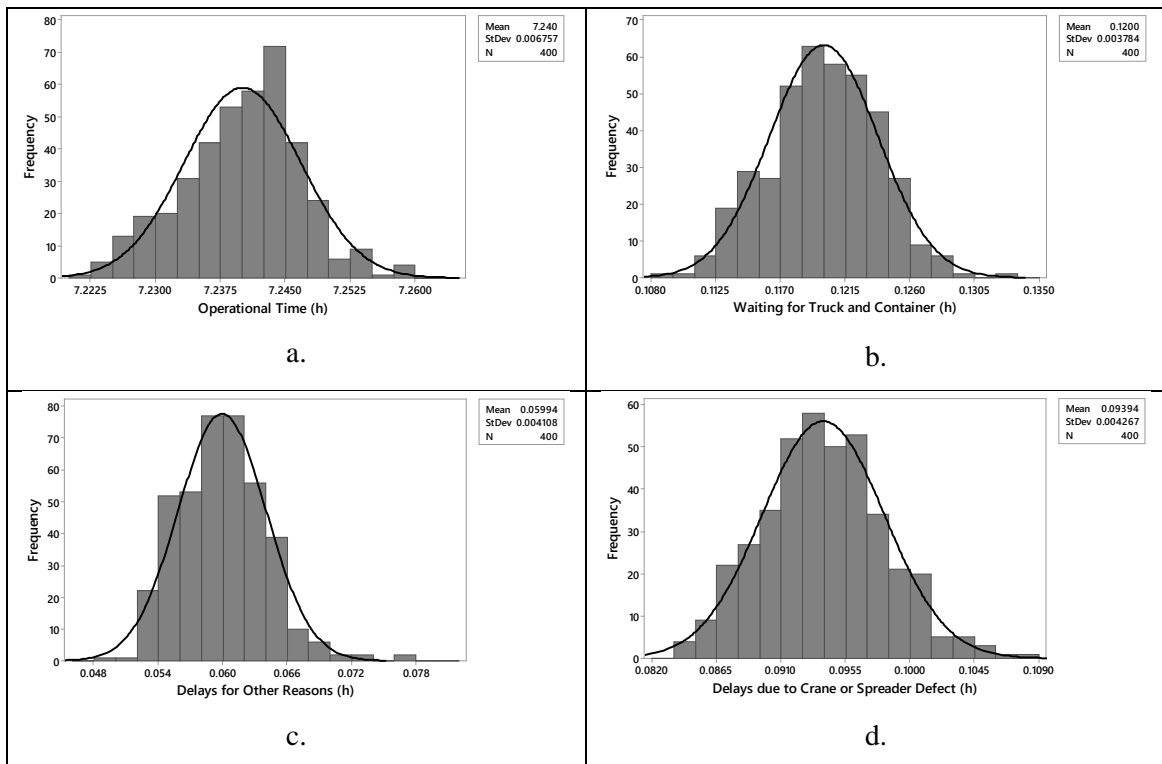 80
70
60
50
40
30
20
10
0
Frequency
7.2225 7.2300 7.2375 7.2450 7.2525 7.2600
Operational Time (h)
Mean 7.240
StDev 0.006757
N 400
a.
70
60
50
40
30
20
10
0
Frequency
0.1080 0.1125 0.1170 0.1215 0.1260 0.1305 0.1350
Waiting for Truck and Container (h)
Mean 0.1200
StDev 0.003784
N 400
b.
80
70
60
50
40
30
20
10
0
Frequency
0.048 0.054 0.060 0.066 0.072 0.078
Delays for Other Reasons (h)
Mean 0.05994
StDev 0.004108
N 400
c.
60
50
40
30
20
10
0
Frequency
0.0820 0.0865 0.0910 0.0955 0.1000 0.1045 0.1090
Delays due to Crane or Spreader Defect (h)
Mean 0.09394
StDev 0.004267
N 400
d.